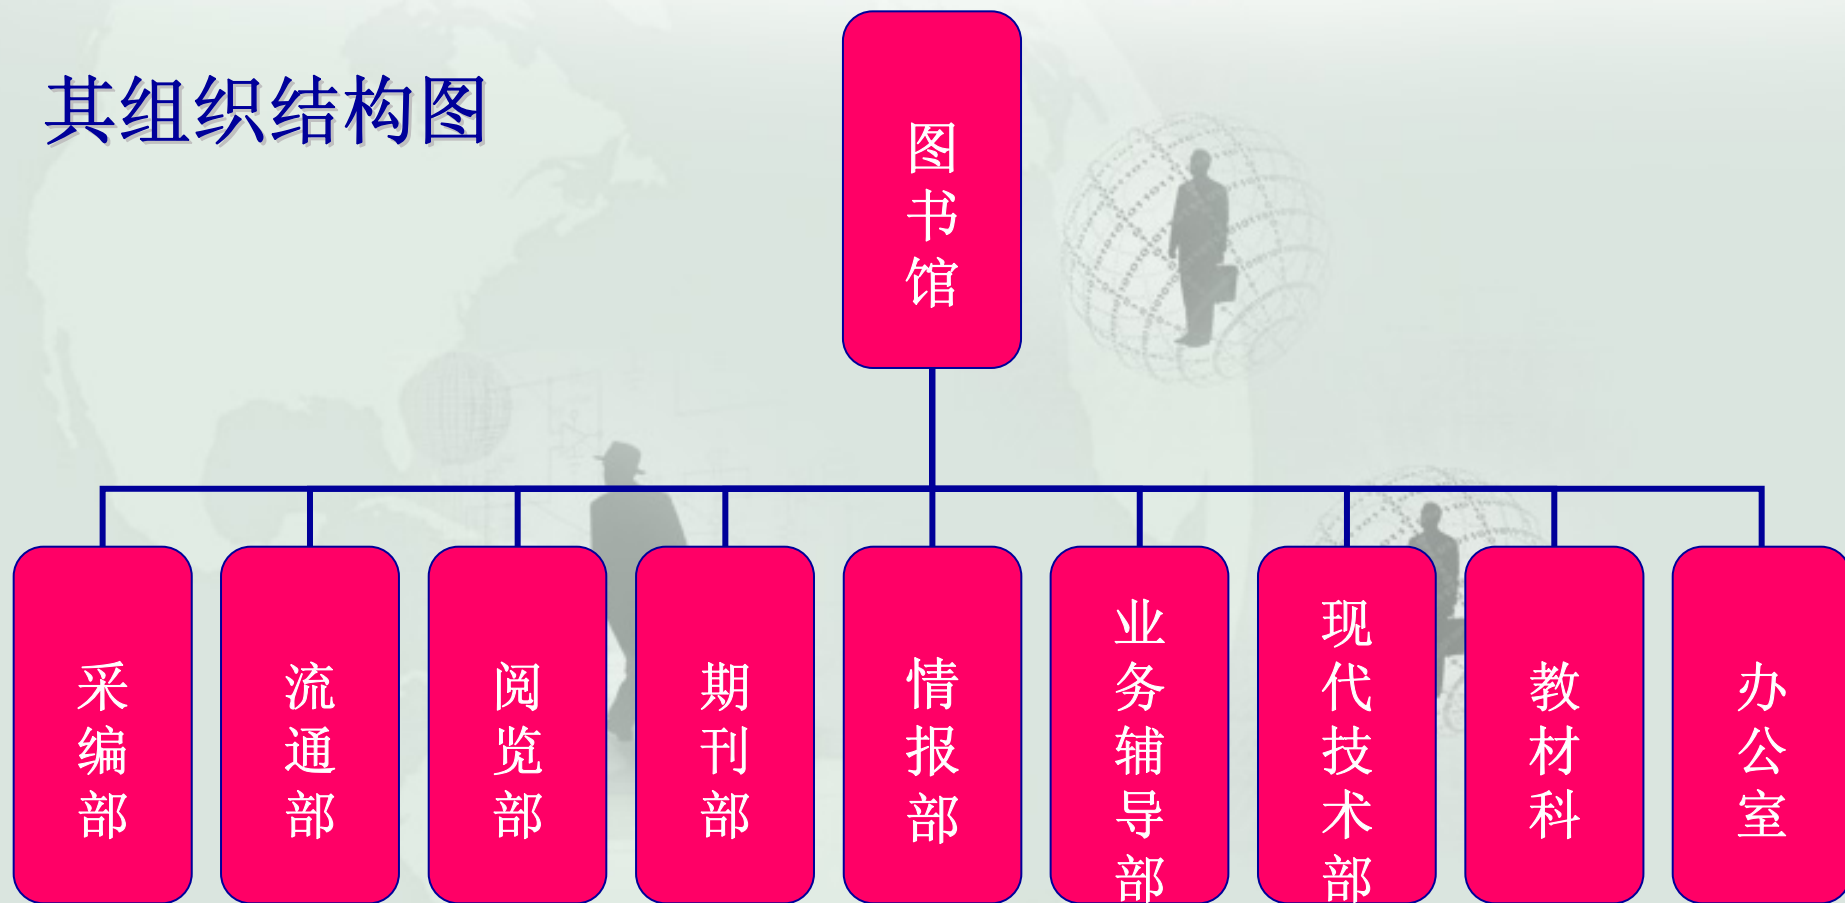 其组织结构图
图书馆
采编部
流通部
阅览部
期刊部
情报部
业务辅导部
现代技术部
教材科
办公室